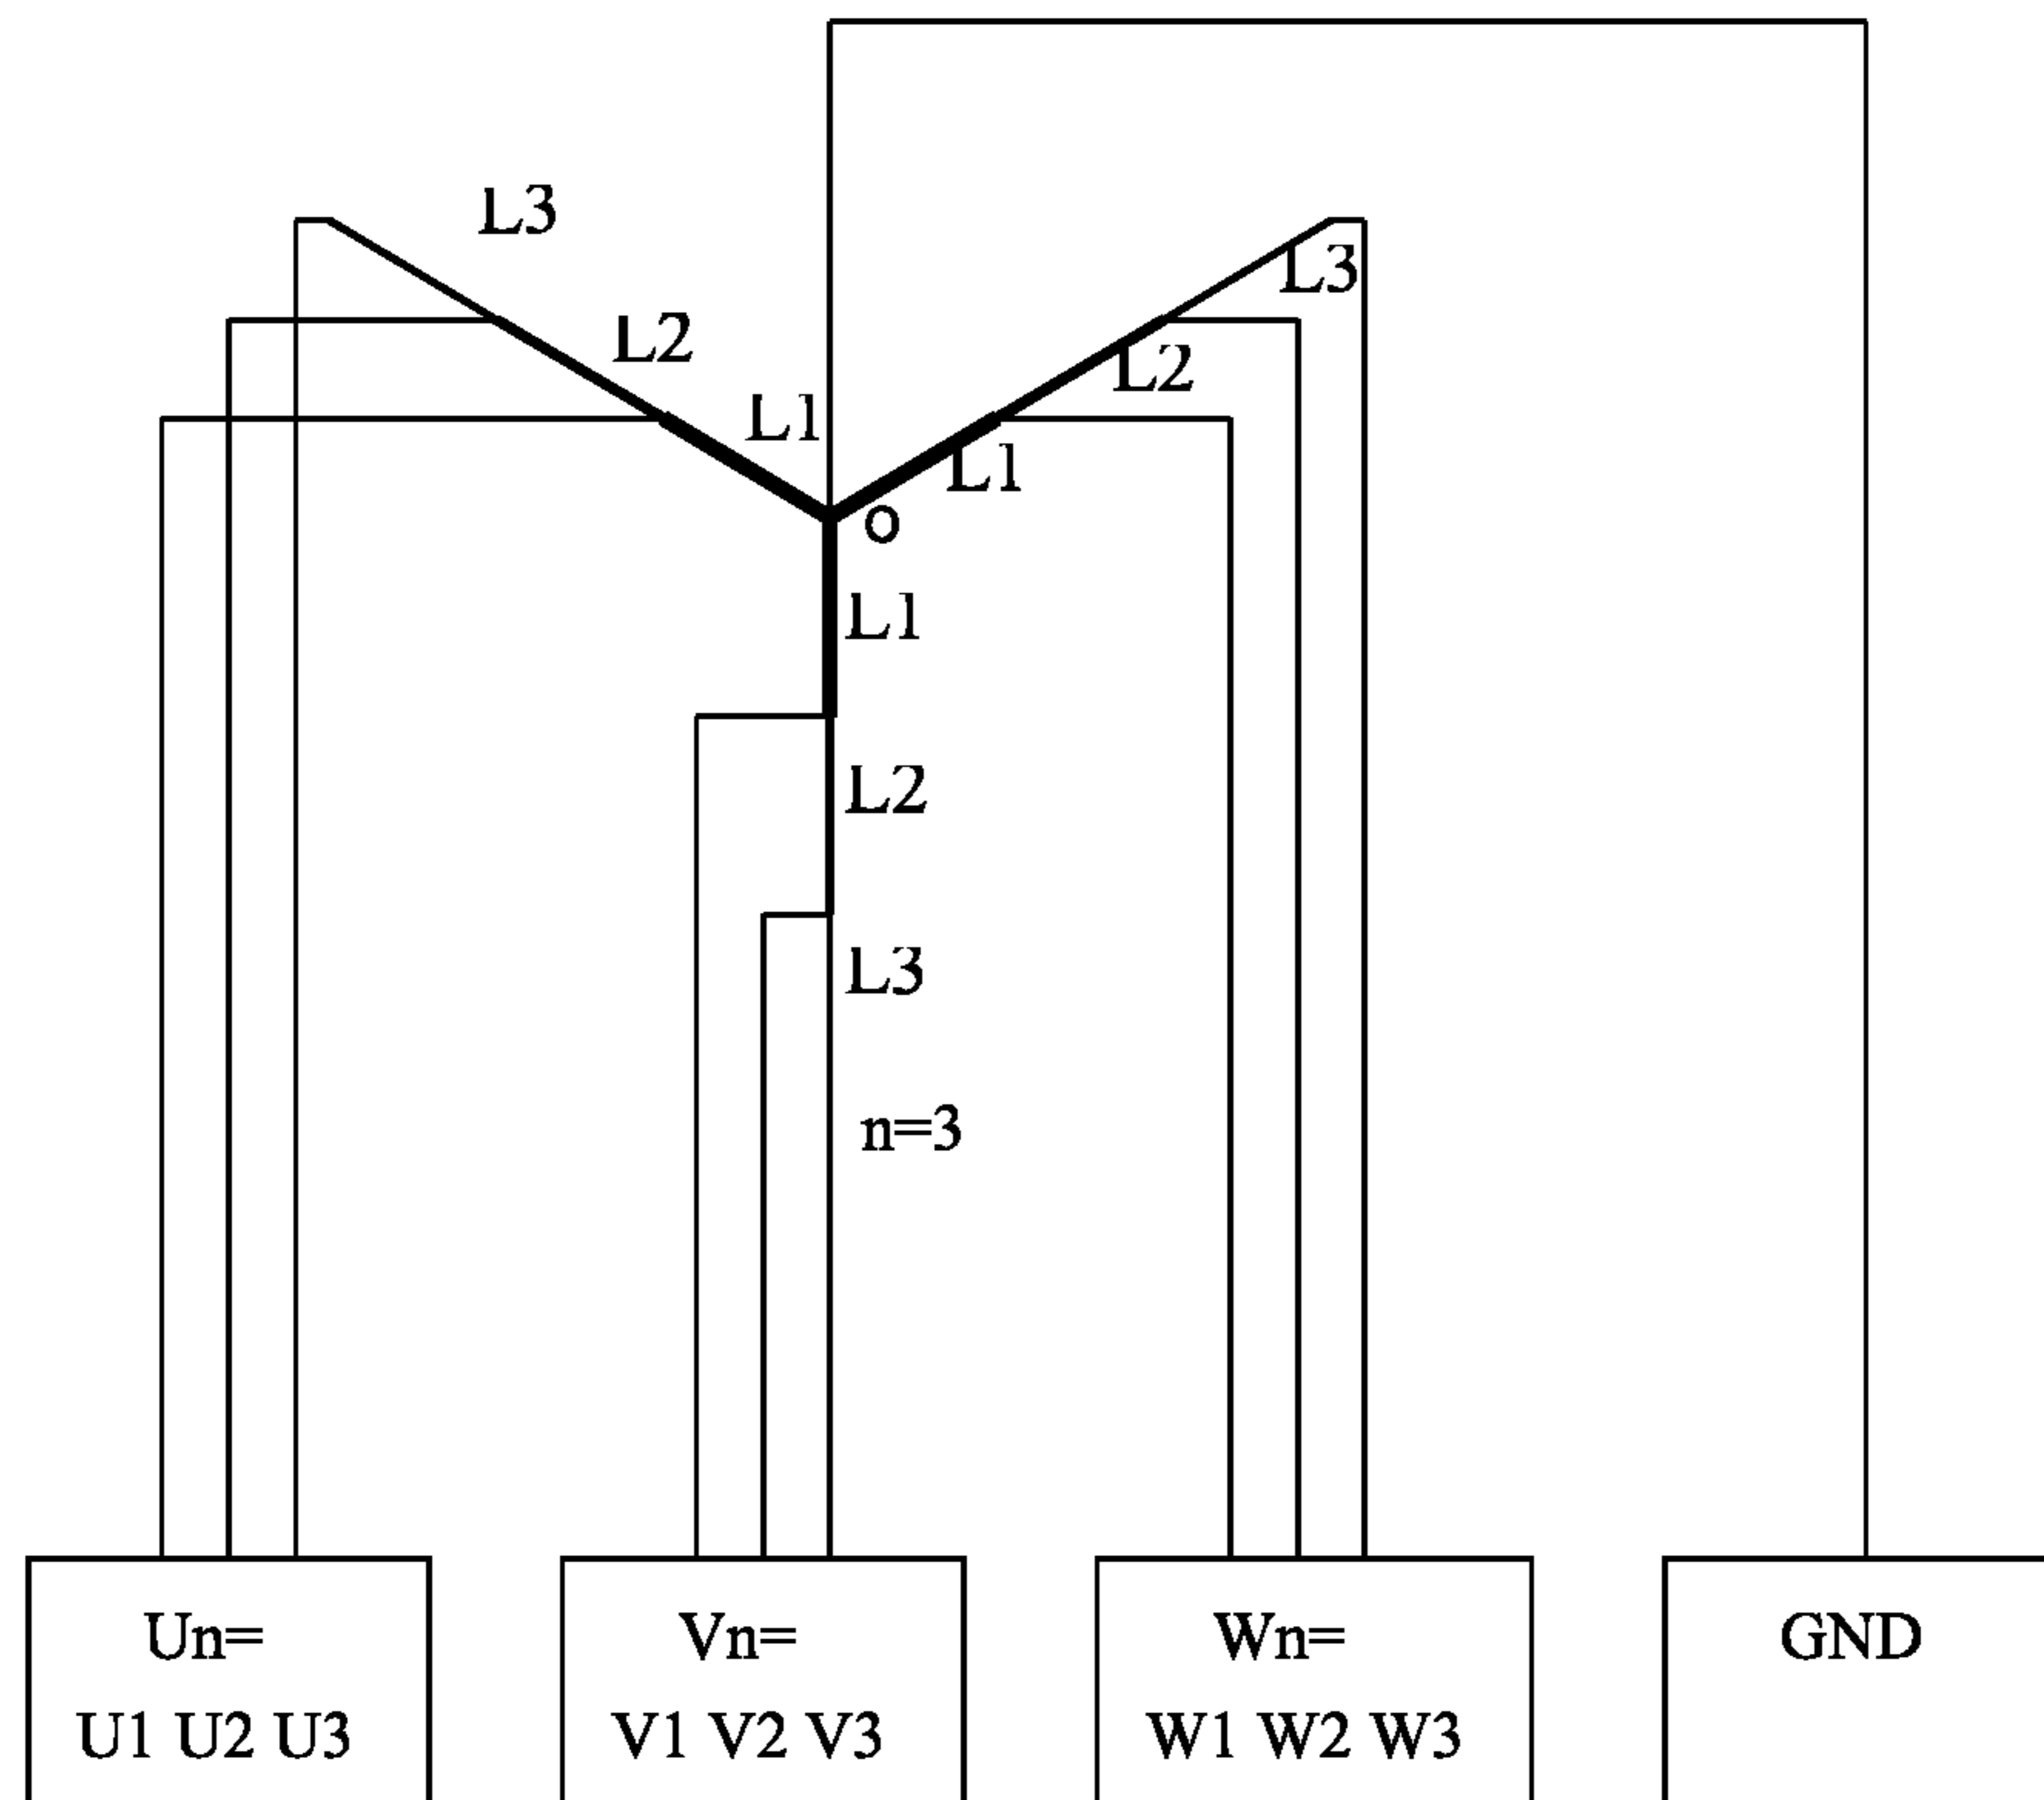 L3
L3
L2
L2
L1
L1
o
L1
L2
L3
n=3
Un=
U1 U2 U3
Vn=
V1 V2 V3
Wn=
W1 W2 W3
GND